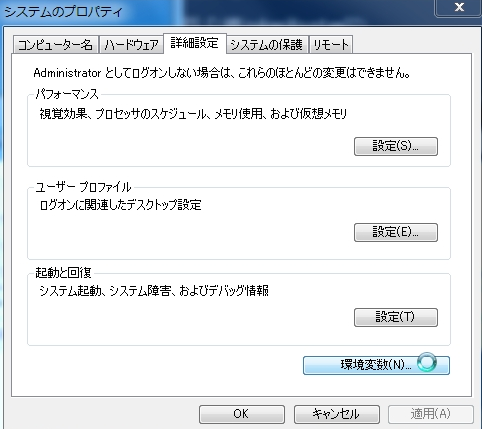 システムのプロパティ
コンピューター名 ハードウェア 詳細設定 システムの保護 リモート
Administrator としてログオンしない場合は、これらのほとんどの変更はできません。
パフォーマンス
視覚効果、プロセッサのスケジュール、メモリ使用、および仮想メモリ
設定(S)...
ユーザー プロファイル
ログオンに関連したデスクトップ設定
設定(E)...
起動と回復
システム起動、システム障害、およびデバッグ情報
設定(T)
環境変数(N)...
OK キャンセル 適用(A)